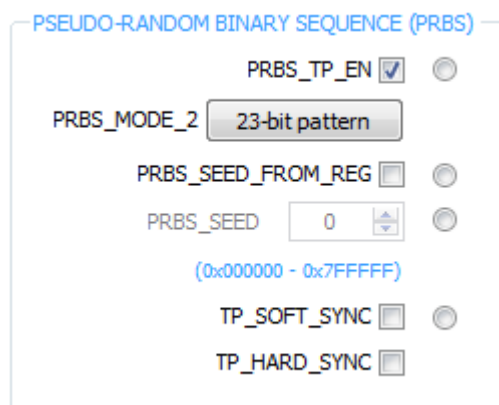 PSEUDO-RANDOM BINARY SEQUENCE (PRBS)
PRBS_TP_EN
PRBS_MODE_2 23-bit pattern
PRBS_SEED_FROM_REG
PRBS_SEED 0
(0x000000 - 0x7FFFFF)
TP_SOFT_SYNC
TP_HARD_SYNC